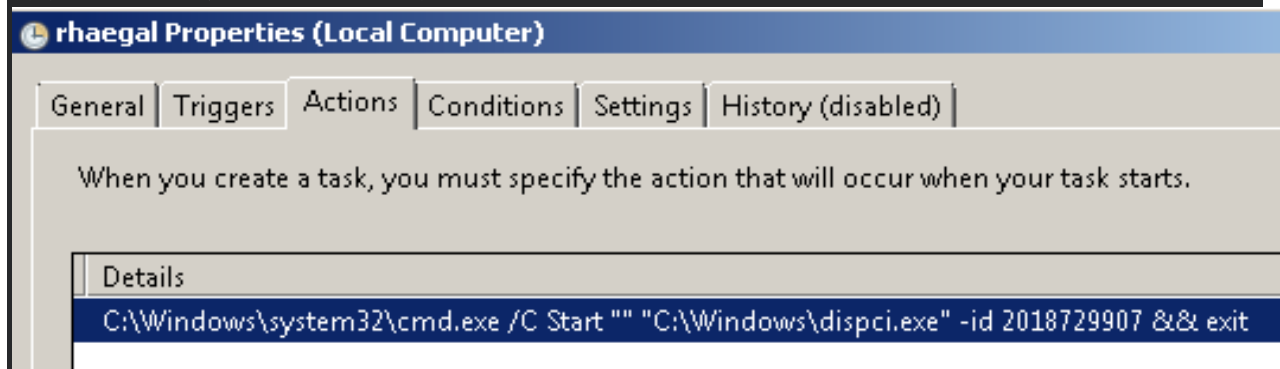 rhaegal Properties (Local Computer)
General Triggers Actions Conditions Settings History (disabled)
When you create a task, you must specify the action that will occur when your task starts.
Details
C:\Windows\system32\cmd.exe /C Start "" "C:\Windows\dispci.exe" -id 2018729907 && exit